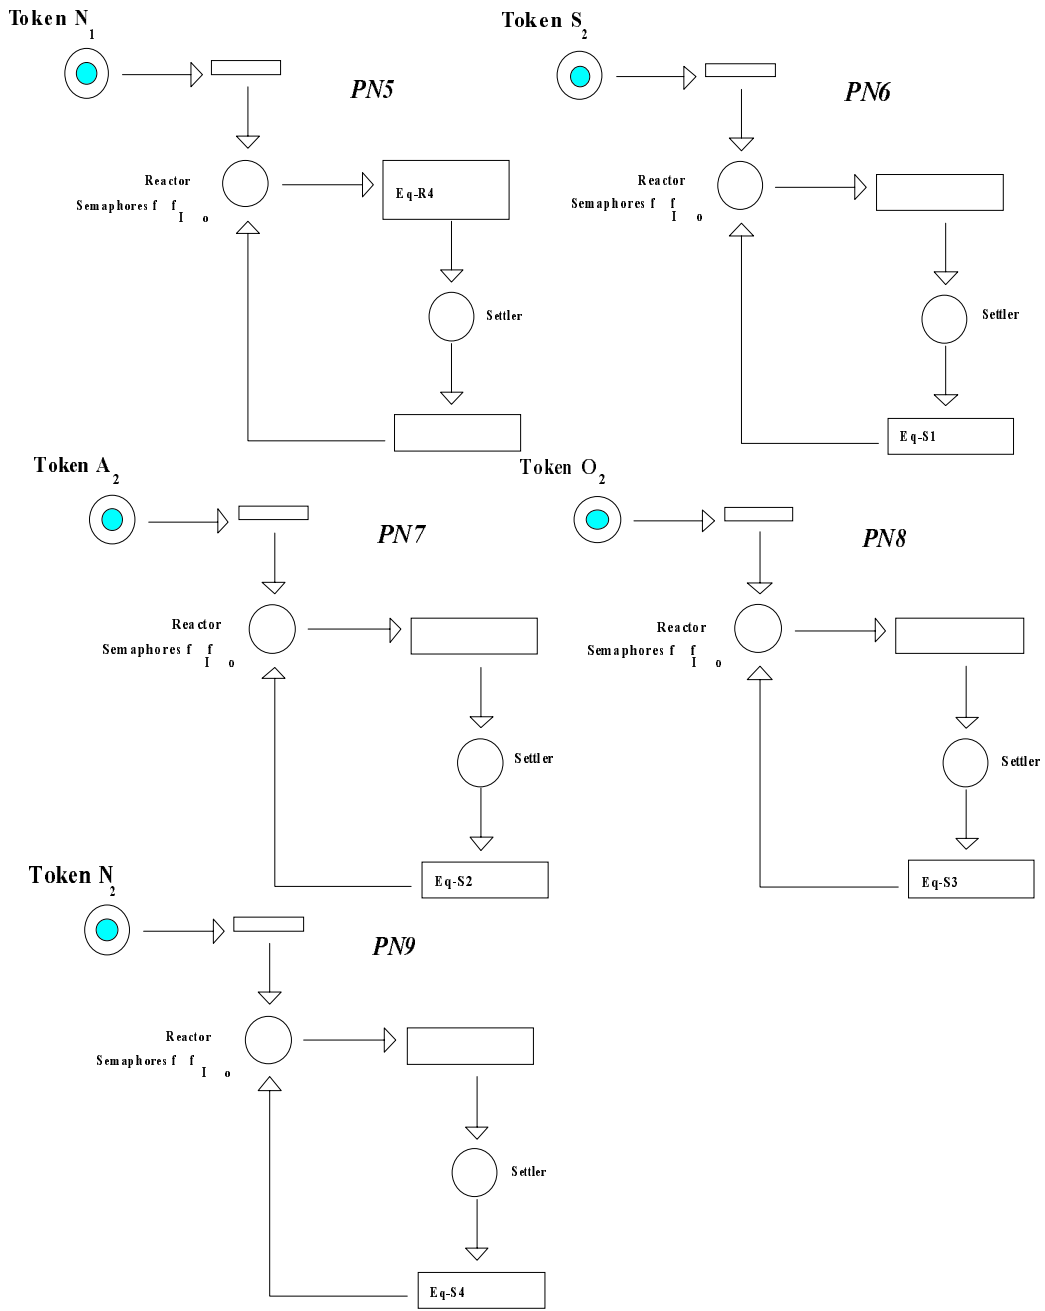 Token N1
PN5
Reactor
Semaphores f f
I o
Eq-R4
Settler
Token S2
PN6
Reactor
Semaphores f f
I o
Settler
Eq-S1
Token A2
PN7
Reactor
Semaphores f f
I o
Settler
Eq-S2
Token O2
PN8
Reactor
Semaphores f f
I o
Settler
Eq-S3
Token N2
PN9
Reactor
Semaphores f f
I o
Settler
Eq-S4